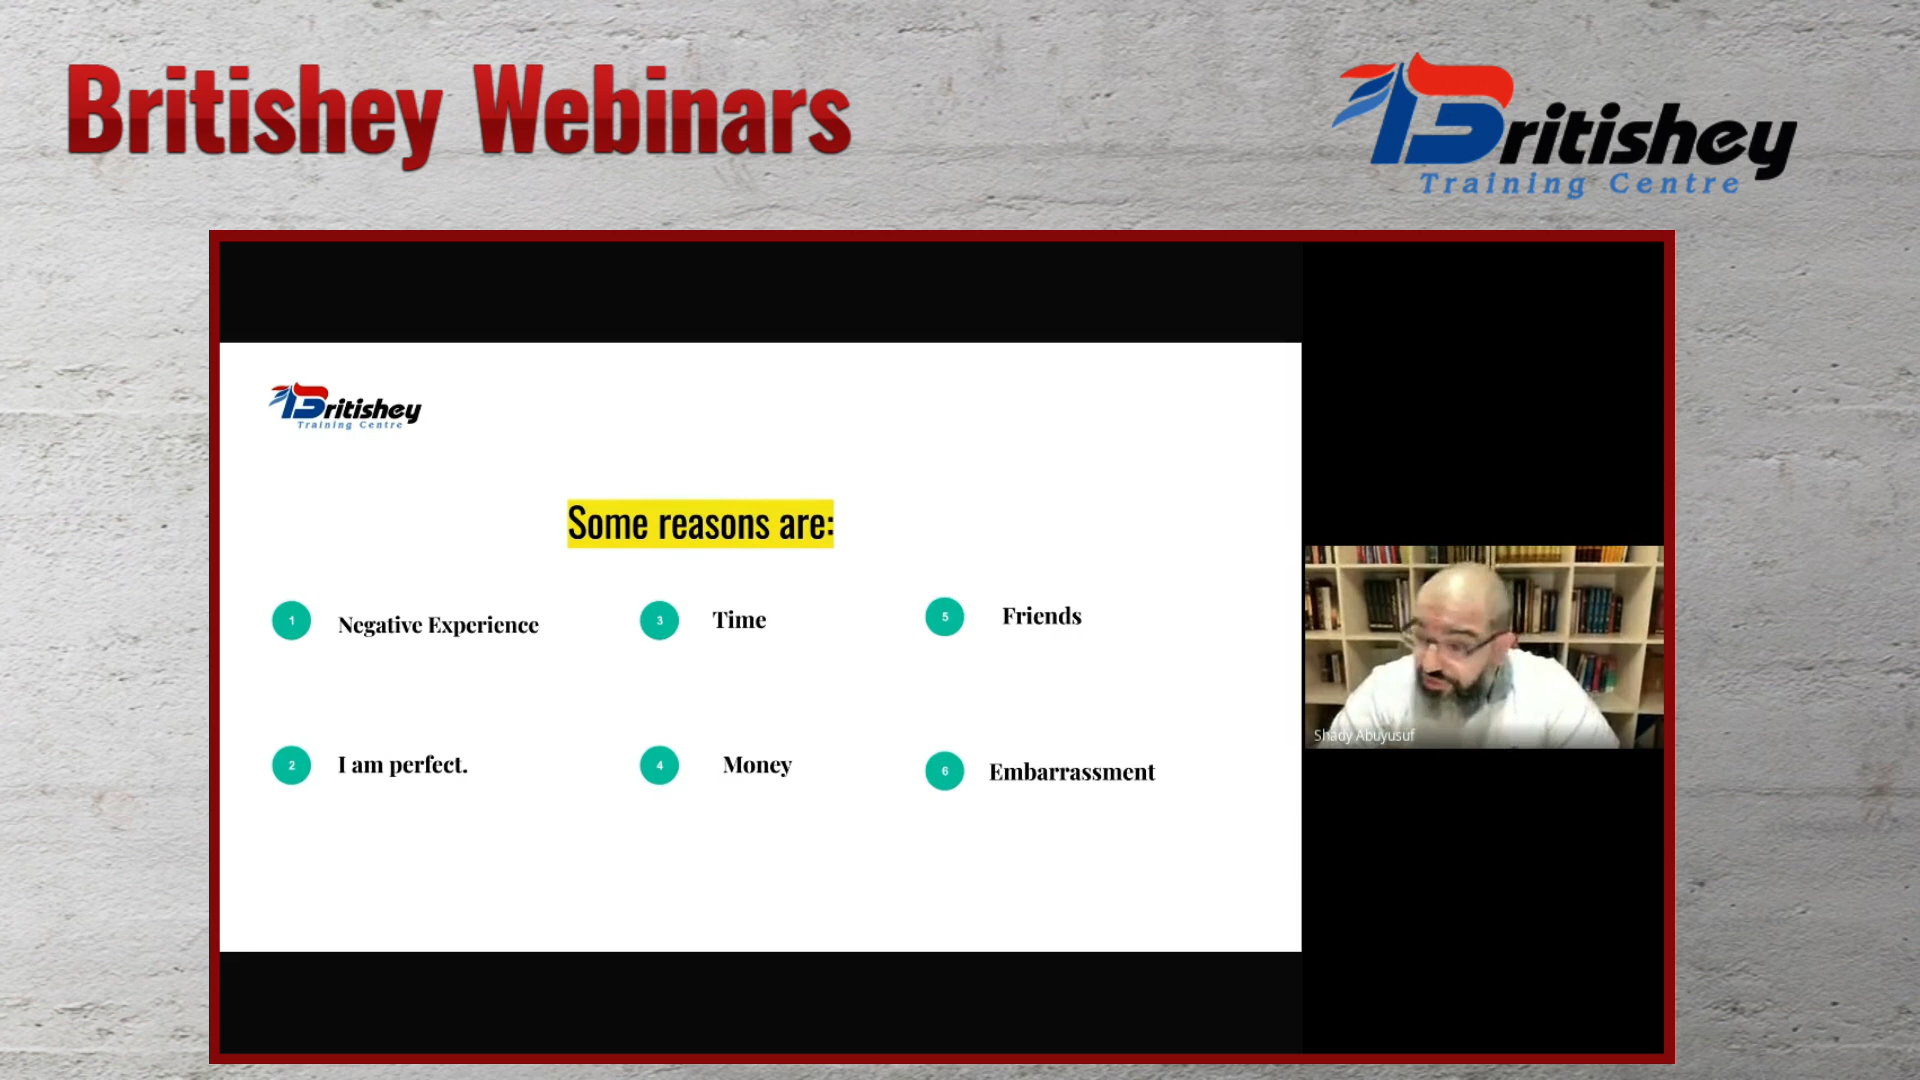 Britishey Webinars
Britishey
Training Centre
Britishey
Training Centre
Some reasons are:
1 Negative Experience
2 I am perfect.
3 Time
4 Money
5 Friends
6 Embarrassment
Shady Abuyusuf